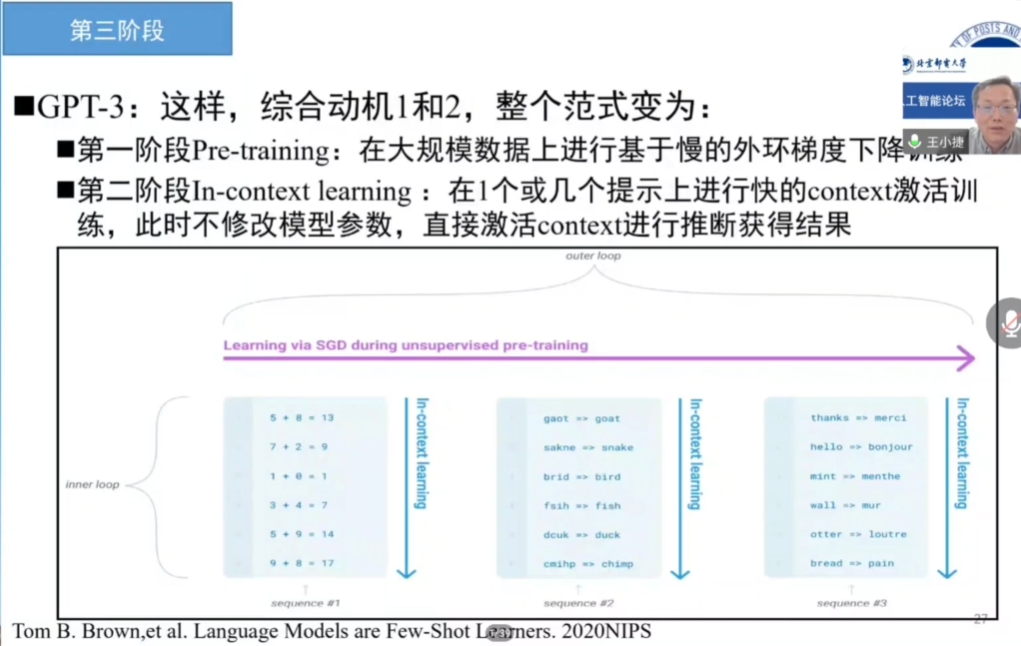 第三阶段
OF POSTS AND
北京邮电大学
工智能论坛
王小捷
■GPT-3：这样，综合动机1和2，整个范式变为：
■第一阶段Pre-training：在大规模数据上进行基于慢的外环梯度下降训练
■第二阶段In-context learning ：在1个或几个提示上进行快的context激活训
练，此时不修改模型参数，直接激活context进行推断获得结果
outer loop
Learning via SGD during unsupervised pre-training
inner loop
5 + 8 = 13
7 + 2 = 9
1 + 0 = 1
3 + 4 = 7
5 + 9 = 14
9 + 8 = 17
In-context learning
sequence #1
gaot => goat
sakne => snake
brid => bird
fsih => fish
dcuk => duck
cmihp => chimp
In-context learning
sequence #2
thanks => merci
hello => bonjour
mint => menthe
wall => mur
otter => loutre
bread => pain
In-context learning
sequence #3
27
Tom B. Brown,et al. Language Models are Few-Shot Learners. 2020NIPS